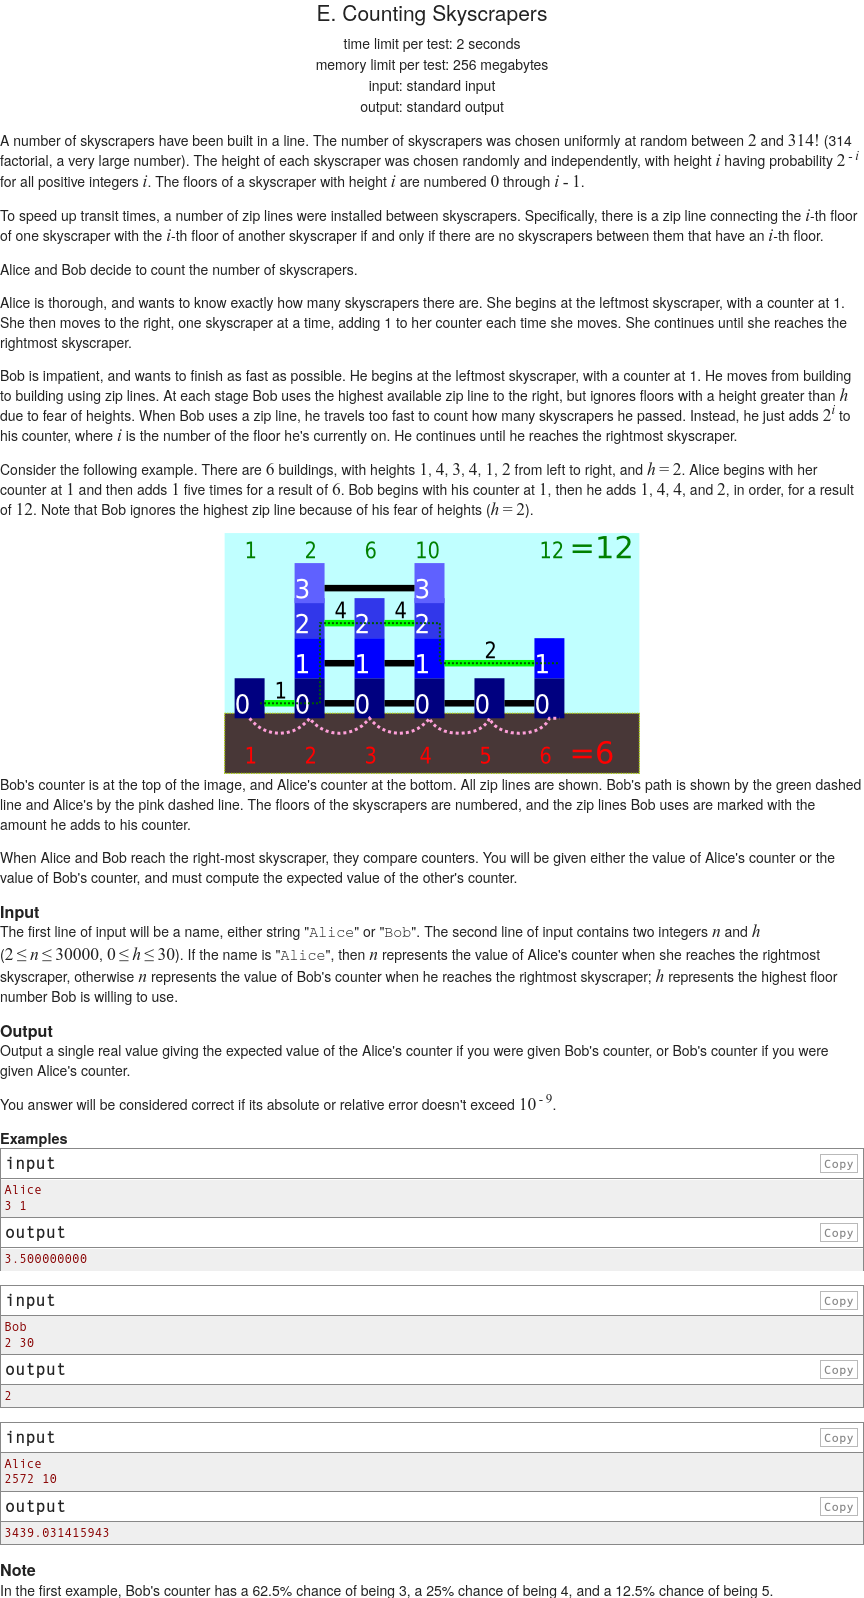 E. Counting Skyscrapers
time limit per test: 2 seconds
memory limit per test: 256 megabytes
input: standard input
output: standard output
A number of skyscrapers have been built in a line. The number of skyscrapers was chosen uniformly at random between 2 and 314! (314
factorial, a very large number). The height of each skyscraper was chosen randomly and independently, with height i having probability 2^{-i}
for all positive integers i. The floors of a skyscraper with height i are numbered 0 through i - 1.
To speed up transit times, a number of zip lines were installed between skyscrapers. Specifically, there is a zip line connecting the i-th floor
of one skyscraper with the i-th floor of another skyscraper if and only if there are no skyscrapers between them that have an i-th floor.
Alice and Bob decide to count the number of skyscrapers.
Alice is thorough, and wants to know exactly how many skyscrapers there are. She begins at the leftmost skyscraper, with a counter at 1.
She then moves to the right, one skyscraper at a time, adding 1 to her counter each time she moves. She continues until she reaches the
rightmost skyscraper.
Bob is impatient, and wants to finish as fast as possible. He begins at the leftmost skyscraper, with a counter at 1. He moves from building
to building using zip lines. At each stage Bob uses the highest available zip line to the right, but ignores floors with a height greater than h
due to fear of heights. When Bob uses a zip line, he travels too fast to count how many skyscrapers he passed. Instead, he just adds 2^i to
his counter, where i is the number of the floor he's currently on. He continues until he reaches the rightmost skyscraper.
Consider the following example. There are 6 buildings, with heights 1, 4, 3, 4, 1, 2 from left to right, and h = 2. Alice begins with her
counter at 1 and then adds 1 five times for a result of 6. Bob begins with his counter at 1, then he adds 1, 4, 4, and 2, in order, for a result
of 12. Note that Bob ignores the highest zip line because of his fear of heights (h = 2).
1 2 6 10 12 =12
3 3
4 4
2 2 2
2
1 1 1 1
1
0 0 0 0 0 0
1 2 3 4 5 6 =6
Bob's counter is at the top of the image, and Alice's counter at the bottom. All zip lines are shown. Bob's path is shown by the green dashed
line and Alice's by the pink dashed line. The floors of the skyscrapers are numbered, and the zip lines Bob uses are marked with the
amount he adds to his counter.
When Alice and Bob reach the right-most skyscraper, they compare counters. You will be given either the value of Alice's counter or the
value of Bob's counter, and must compute the expected value of the other's counter.
Input
The first line of input will be a name, either string "Alice" or "Bob". The second line of input contains two integers n and h
(2 ≤ n ≤ 30000, 0 ≤ h ≤ 30). If the name is "Alice", then n represents the value of Alice's counter when she reaches the rightmost
skyscraper, otherwise n represents the value of Bob's counter when he reaches the rightmost skyscraper; h represents the highest floor
number Bob is willing to use.
Output
Output a single real value giving the expected value of the Alice's counter if you were given Bob's counter, or Bob's counter if you were
given Alice's counter.
You answer will be considered correct if its absolute or relative error doesn't exceed 10^{-9}.
Examples
input Copy
Alice
3 1
output Copy
3.500000000
input Copy
Bob
2 30
output Copy
2
input Copy
Alice
2572 10
output Copy
3439.031415943
Note
In the first example, Bob's counter has a 62.5% chance of being 3, a 25% chance of being 4, and a 12.5% chance of being 5.